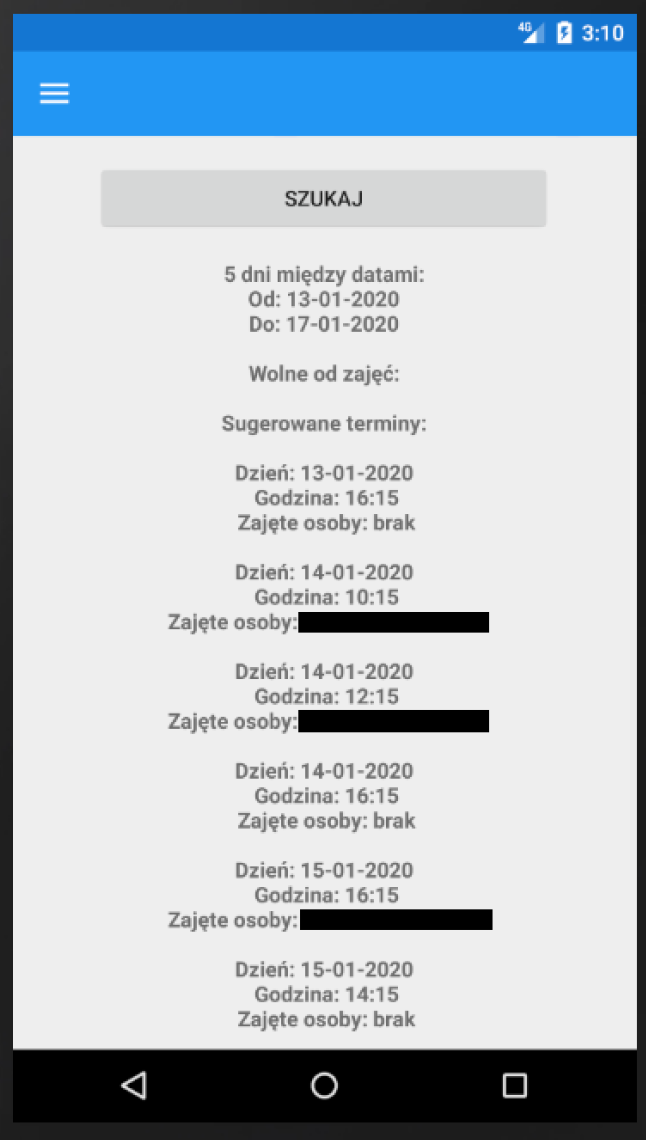 4G 3:10
SZUKAJ
5 dni między datami:
Od: 13-01-2020
Do: 17-01-2020
Wolne od zajęć:
Sugerowane terminy:
Dzień: 13-01-2020
Godzina: 16:15
Zajęte osoby: brak
Dzień: 14-01-2020
Godzina: 10:15
Zajęte osoby:
Dzień: 14-01-2020
Godzina: 12:15
Zajęte osoby:
Dzień: 14-01-2020
Godzina: 16:15
Zajęte osoby: brak
Dzień: 15-01-2020
Godzina: 16:15
Zajęte osoby:
Dzień: 15-01-2020
Godzina: 14:15
Zajęte osoby: brak